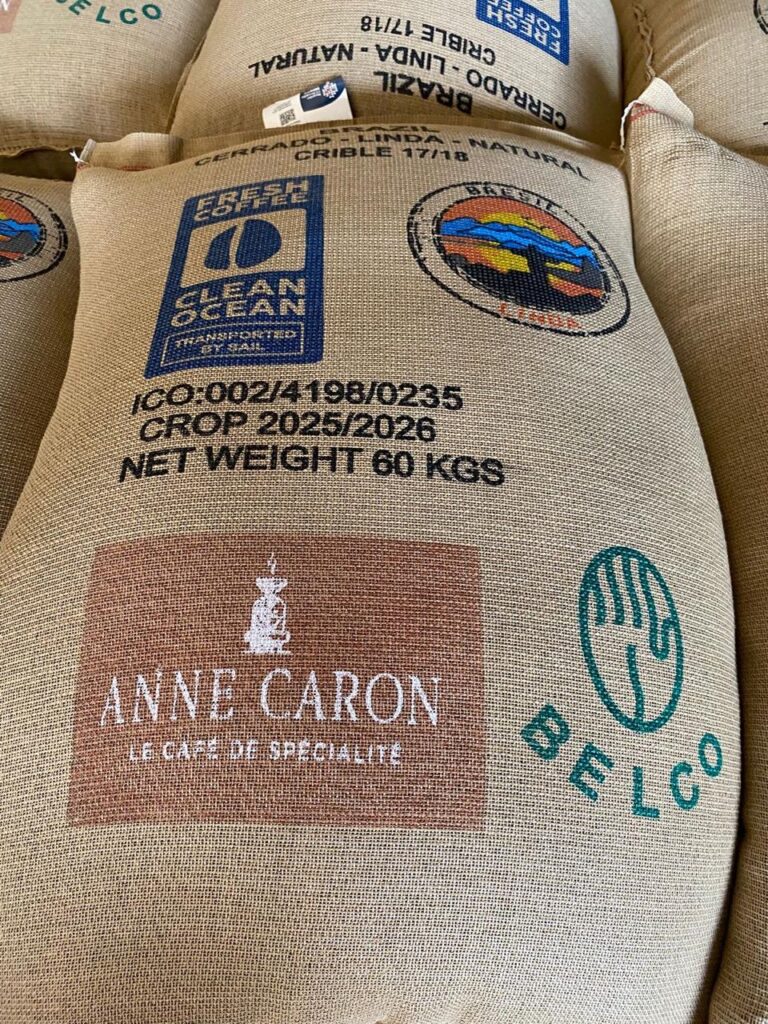 BELCO
FRESH
COFFEE
CRIBLE 17/18
CERRADO - LINDA - NATURAL
BRAZIL
BRAZIL
CERRADO - LINDA - NATURAL
CRIBLE 17/18
FRESH
COFFEE
CLEAN
OCEAN
TRANSPORTED
BY SAIL
BRESIL
LINDA
ICO:002/4198/0235
CROP 2025/2026
NET WEIGHT 60 KGS
ANNE CARON
LE CAFÉ DE SPÉCIALITÉ
BELCO